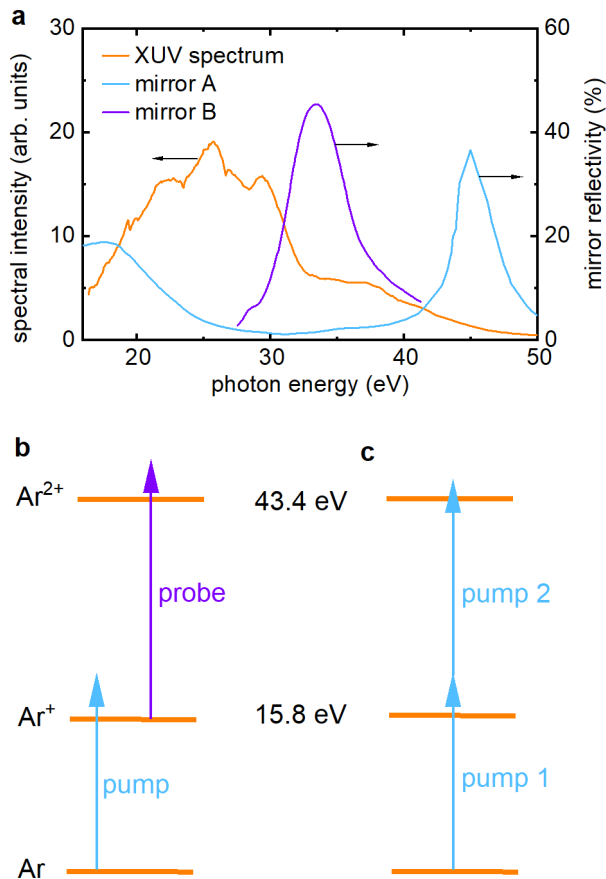 a
30
60
XUV spectrum
mirror A
mirror B
20
40
10
20
0
0
20
30
40
50
spectral intensity (arb. units)
mirror reflectivity (%)
photon energy (eV)
b
c
Ar2+
43.4 eV
probe
pump 2
Ar+
15.8 eV
pump
pump 1
Ar